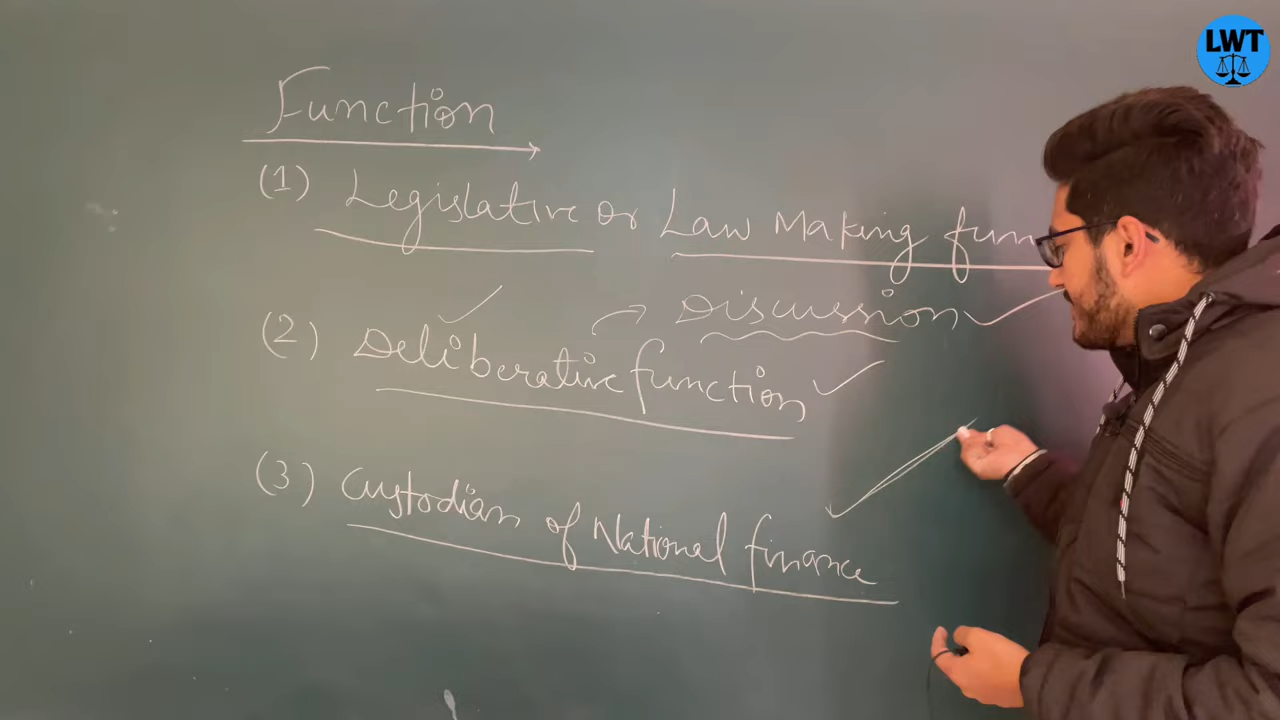 LWT
Function
(1) Legislative or Law Making fun
Discussion
(2) Deliberative function
(3) Custodian of National finance